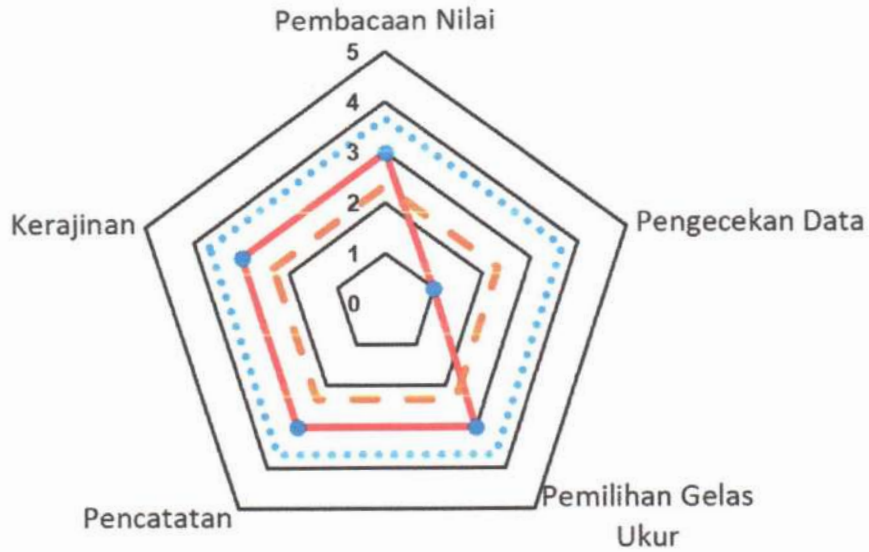 Pembacaan Nilai
5
4
3
2
1
0
Kerajinan
Pengecekan Data
Pencatatan
Pemilihan Gelas
Ukur